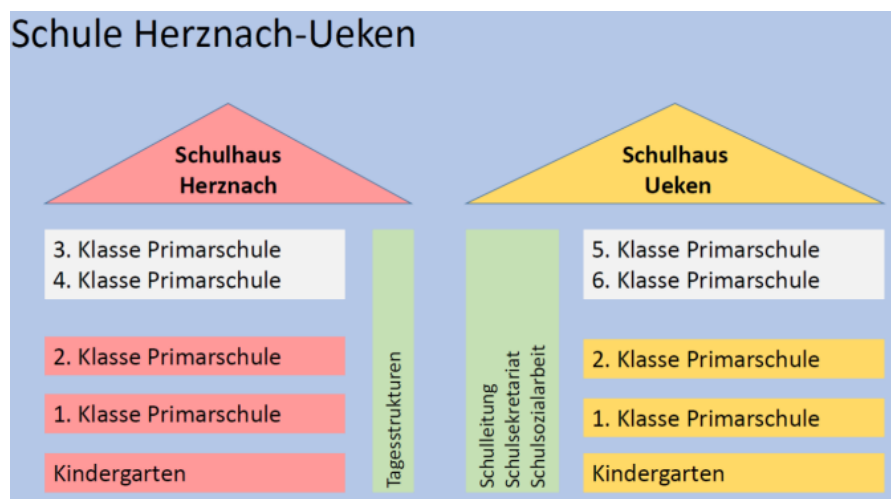 Schule Herznach-Ueken
Schulhaus
Herznach
3. Klasse Primarschule
4. Klasse Primarschule
2. Klasse Primarschule
1. Klasse Primarschule
Kindergarten
Tagesstrukturen
Schulhaus
Ueken
Schulleitung
Schulsekretariat
Schulsozialarbeit
5. Klasse Primarschule
6. Klasse Primarschule
2. Klasse Primarschule
1. Klasse Primarschule
Kindergarten